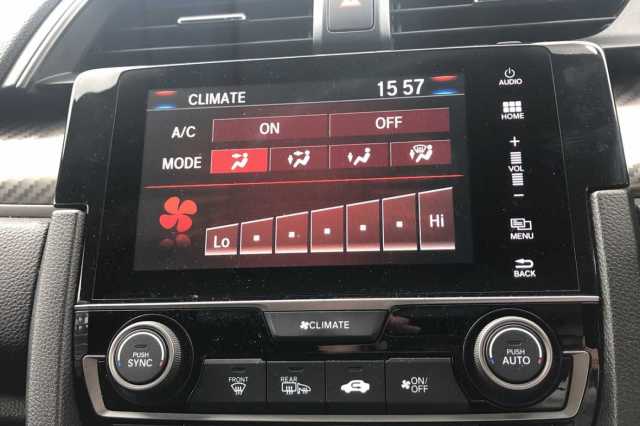 CLIMATE 15 57
A/C ON OFF
MODE
Lo Hi
AUDIO
HOME
+
VOL
-
MENU
BACK
CLIMATE
PUSH
SYNC
PUSH
AUTO
FRONT
REAR
ON/
OFF